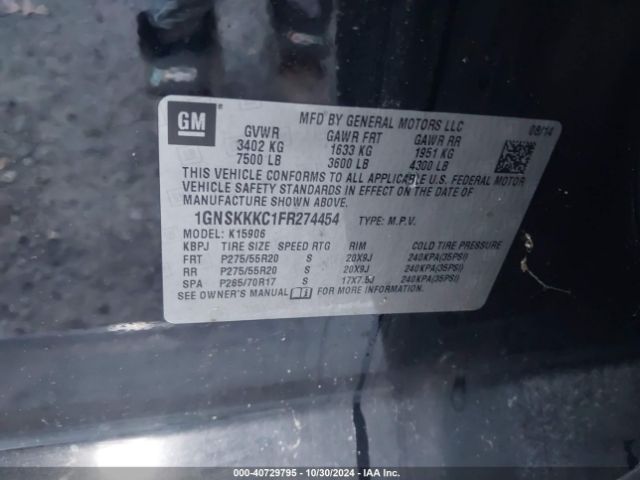 GM
MFD BY GENERAL MOTORS LLC
08/14
GVWR GAWR FRT GAWR RR
3402 KG 1633 KG 1951 KG
7500 LB 3600 LB 4300 LB
THIS VEHICLE CONFORMS TO ALL APPLICABLE U.S. FEDERAL MOTOR
VEHICLE SAFETY STANDARDS IN EFFECT ON THE DATE OF
MANUFACTURE SHOWN ABOVE.
1GNSKKKC1FR274454 TYPE: M.P.V.
MODEL: K15906
KBPJ TIRE SIZE SPEED RTG RIM COLD TIRE PRESSURE
FRT P275/55R20 S 20X9J 240KPA(35PSI)
RR P275/55R20 S 20X9J 240KPA(35PSI)
SPA P265/70R17 S 17X7.5J 240KPA(35PSI)
SEE OWNER'S MANUAL FOR MORE INFORMATION.
000-40729795 - 10/30/2024 - IAA Inc.